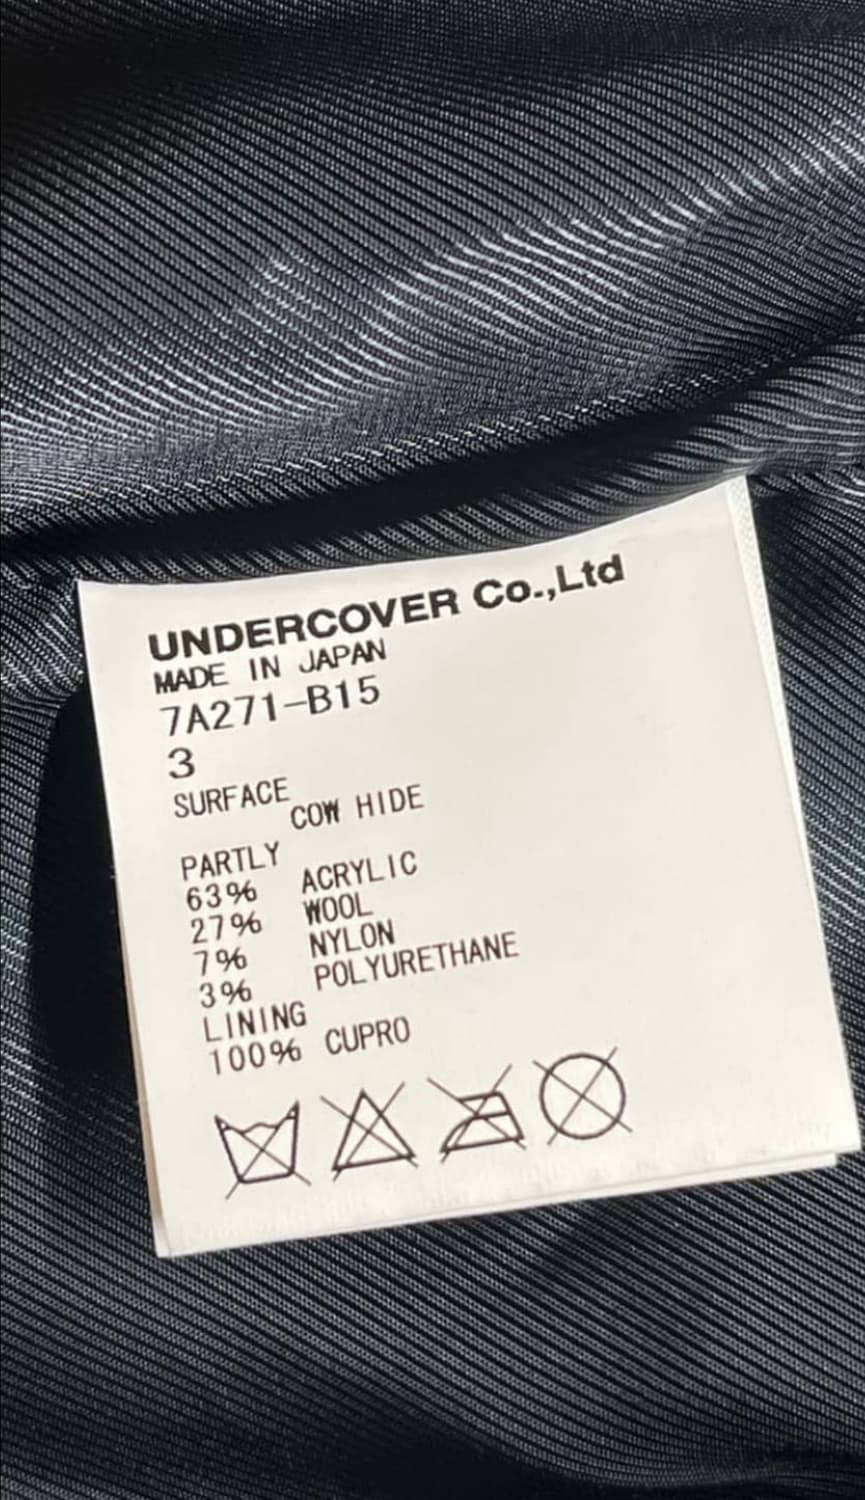 UNDERCOVER Co.,Ltd
MADE IN JAPAN
7A271-B15
3
SURFACE
COW HIDE
PARTLY
63% ACRYLIC
27% WOOL
7% NYLON
3% POLYURETHANE
LINING
100% CUPRO